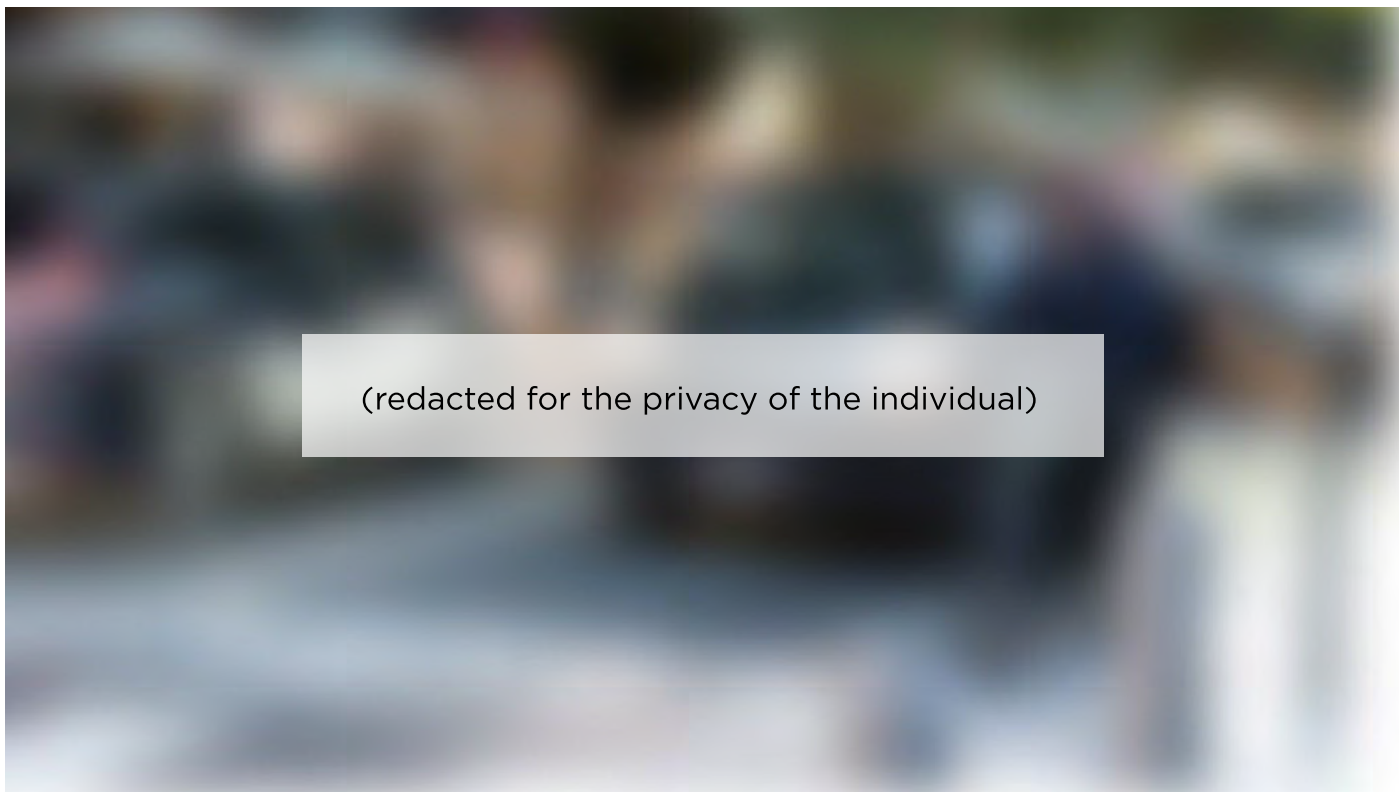 (redacted for the privacy of the individual)